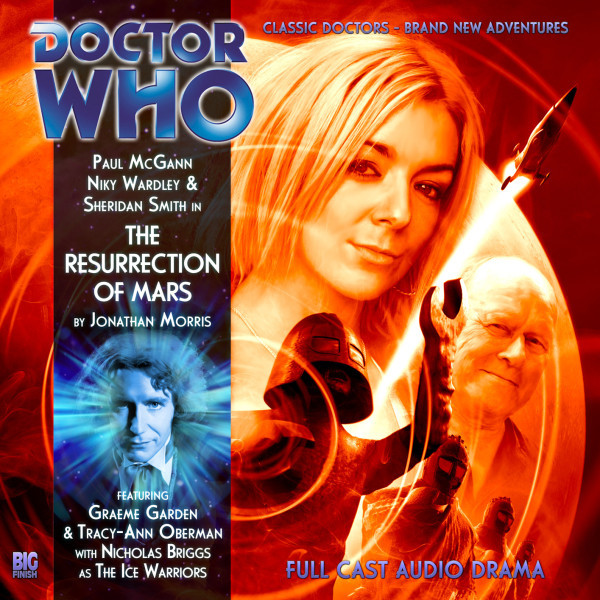 DOCTOR
WHO
CLASSIC DOCTORS – BRAND NEW ADVENTURES
PAUL MCGANN
NIKY WARDLEY &
SHERIDAN SMITH IN
THE
RESURRECTION
OF MARS
BY JONATHAN MORRIS
FEATURING
GRAEME GARDEN
& TRACY-ANN OBERMAN
WITH NICHOLAS BRIGGS
AS THE ICE WARRIORS
BIG
FINISH
FULL CAST AUDIO DRAMA